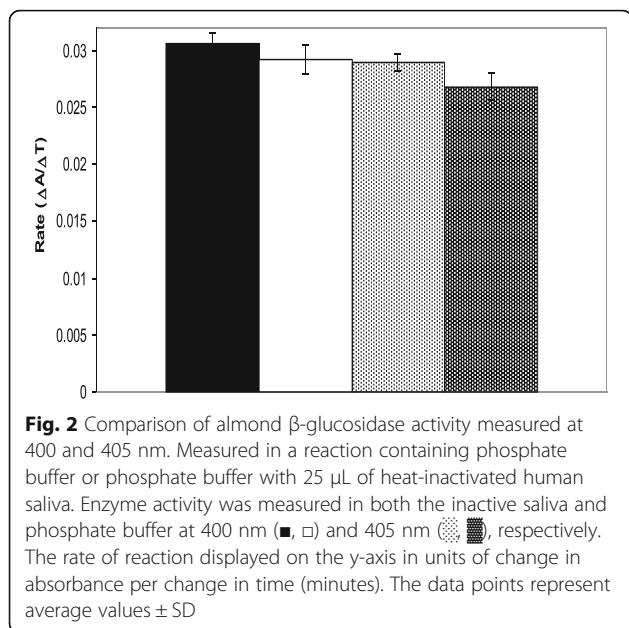 0.03
0.025
0.02
0.015
0.01
0.005
0
Rate (ΔA/ΔT)
Fig. 2 Comparison of almond β-glucosidase activity measured at
400 and 405 nm. Measured in a reaction containing phosphate
buffer or phosphate buffer with 25 μL of heat-inactivated human
saliva. Enzyme activity was measured in both the inactive saliva and
phosphate buffer at 400 nm (■, □) and 405 nm (░, ▓), respectively.
The rate of reaction displayed on the y-axis in units of change in
absorbance per change in time (minutes). The data points represent
average values ± SD